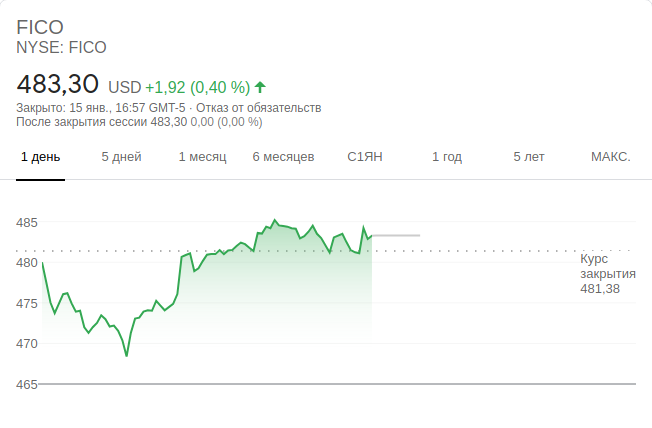 FICO
NYSE: FICO
483,30 USD +1,92 (0,40 %)
Закрыто: 15 янв., 16:57 GMT-5 · Отказ от обязательств
После закрытия сессии 483,30 0,00 (0,00 %)
1 день 5 дней 1 месяц 6 месяцев С1ЯН 1 год 5 лет МАКС.
485
480
475
470
465
Курс
закрытия
481,38